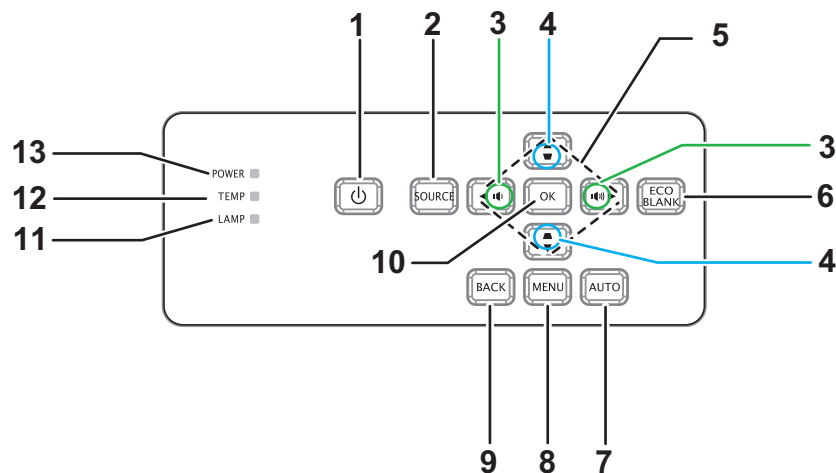 1 2 3 4 5
3
13 POWER
12 TEMP
11 LAMP
SOURCE
OK
ECO
BLANK
6
10
4
BACK MENU AUTO
9 8 7